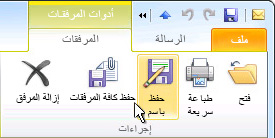 أدوات المرفقات
ملف
الرسالة
المرفقات
فتح
طباعة سريعة
حفظ باسم
حفظ كافة المرفقات
إزالة المرفق
إجراءات